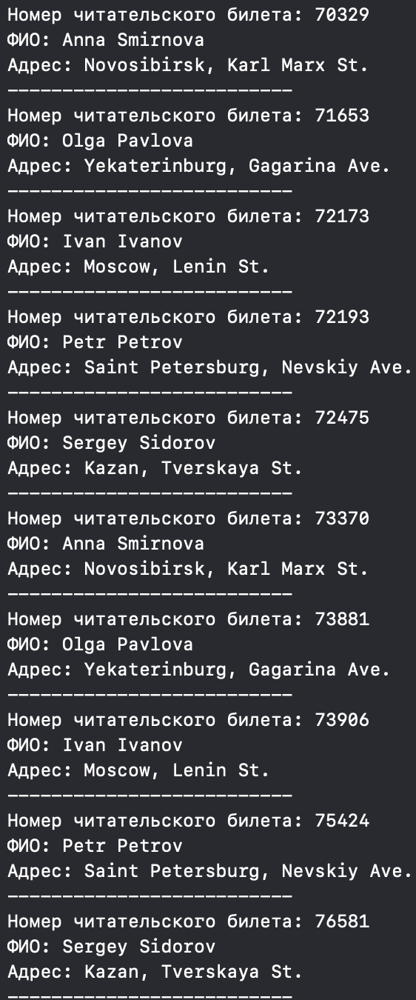 Номер читательского билета: 70329
ФИО: Anna Smirnova
Адрес: Novosibirsk, Karl Marx St.
--------------------------
Номер читательского билета: 71653
ФИО: Olga Pavlova
Адрес: Yekaterinburg, Gagarina Ave.
--------------------------
Номер читательского билета: 72173
ФИО: Ivan Ivanov
Адрес: Moscow, Lenin St.
--------------------------
Номер читательского билета: 72193
ФИО: Petr Petrov
Адрес: Saint Petersburg, Nevskiy Ave.
--------------------------
Номер читательского билета: 72475
ФИО: Sergey Sidorov
Адрес: Kazan, Tverskaya St.
--------------------------
Номер читательского билета: 73370
ФИО: Anna Smirnova
Адрес: Novosibirsk, Karl Marx St.
--------------------------
Номер читательского билета: 73881
ФИО: Olga Pavlova
Адрес: Yekaterinburg, Gagarina Ave.
--------------------------
Номер читательского билета: 73906
ФИО: Ivan Ivanov
Адрес: Moscow, Lenin St.
--------------------------
Номер читательского билета: 75424
ФИО: Petr Petrov
Адрес: Saint Petersburg, Nevskiy Ave.
--------------------------
Номер читательского билета: 76581
ФИО: Sergey Sidorov
Адрес: Kazan, Tverskaya St.
--------------------------